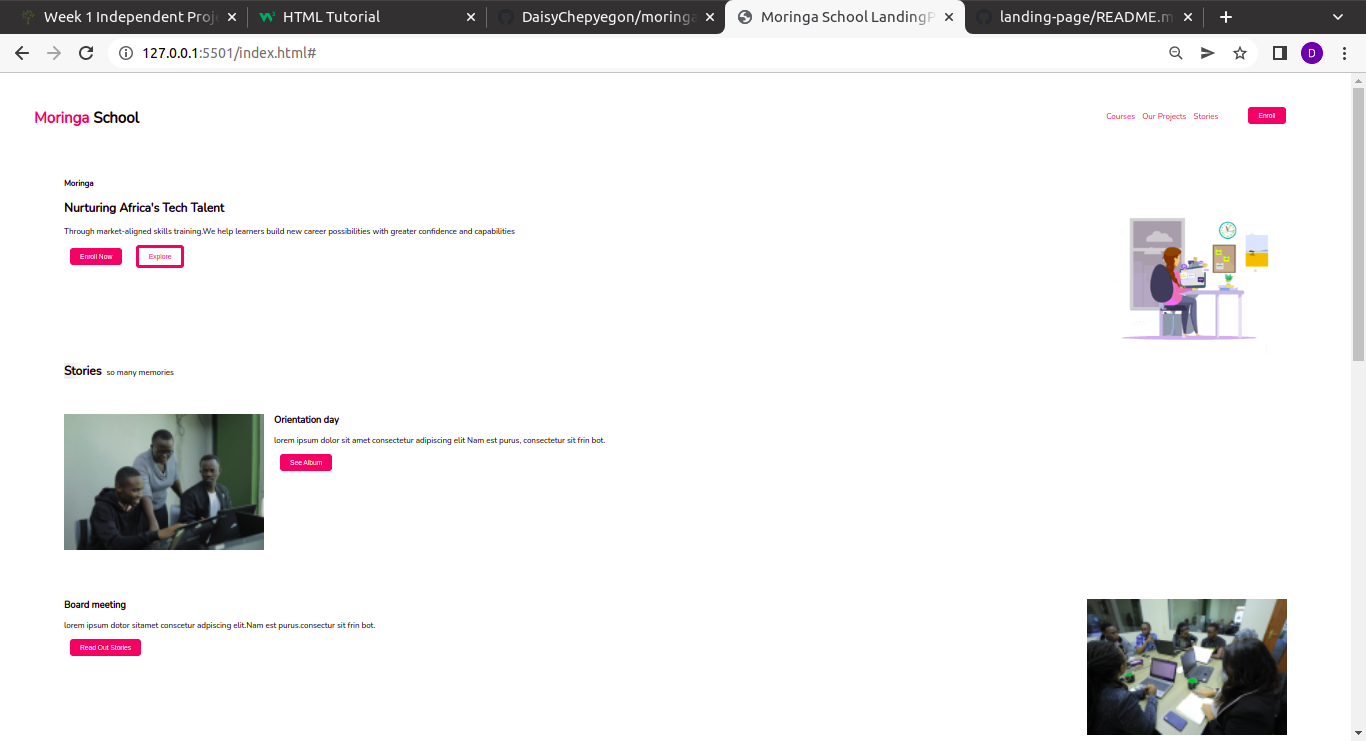 Week 1 Independent Proj
HTML Tutorial
DaisyChepyegon/moringa
Moringa School LandingP
landing-page/README.m
127.0.0.1:5501/index.html#
D
Moringa School
Courses Our Projects Stories Enroll
Moringa
Nurturing Africa's Tech Talent
Through market-aligned skills training.We help learners build new career possibilities with greater confidence and capabilities
Enroll Now Explore
Stories so many memories
Orientation day
lorem ipsum dolor sit amet consectetur adipiscing elit Nam est purus, consectetur sit frin bot.
See Album
Board meeting
lorem ipsum dotor sitamet conscetur adpiscing elit.Nam est purus.consectur sit frin bot.
Read Out Stories